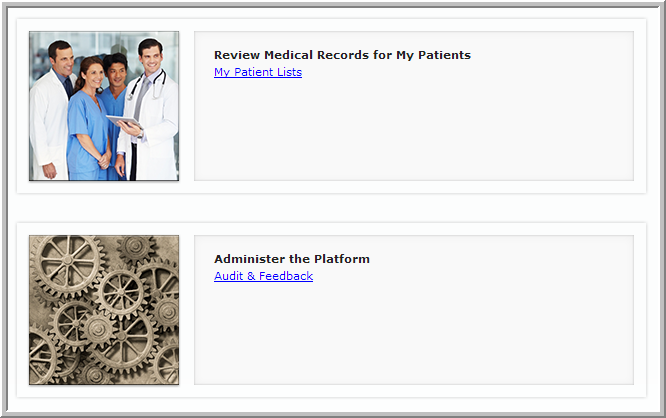 Review Medical Records for My Patients
My Patient Lists
Administer the Platform
Audit & Feedback